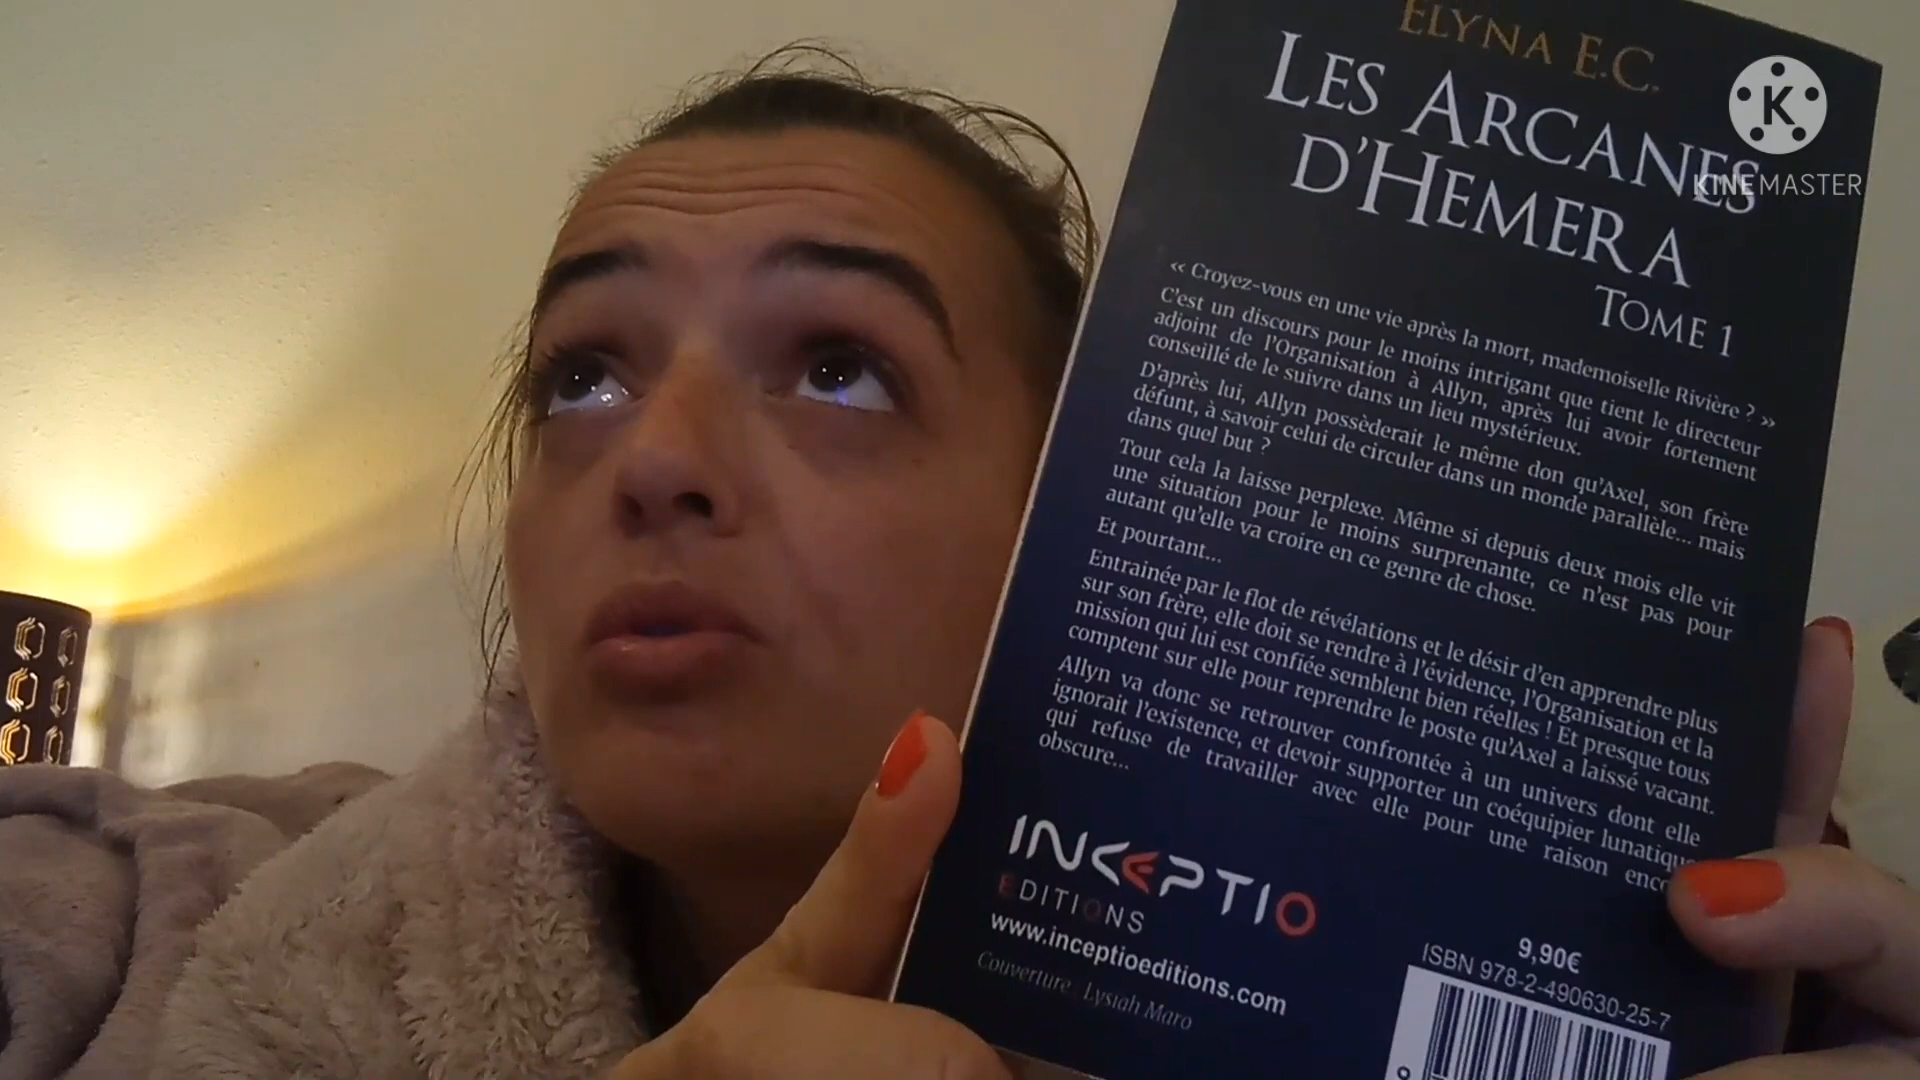 ELYNA E.C.
LES ARCANES
D'HEMERA
TOME 1
K
KINEMASTER
« Croyez-vous en une vie après la mort, mademoiselle Rivière ? »
C'est un discours pour le moins intrigant que tient le directeur
adjoint de l'Organisation à Allyn, après lui avoir fortement
conseillé de le suivre dans un lieu mystérieux.
D'après lui, Allyn possèderait le même don qu'Axel, son frère
défunt, à savoir celui de circuler dans un monde parallèle... mais
dans quel but ?
Tout cela la laisse perplexe. Même si depuis deux mois elle vit
une situation pour le moins surprenante, ce n'est pas pour
autant qu'elle va croire en ce genre de chose.
Et pourtant...
Entrainée par le flot de révélations et le désir d'en apprendre plus
sur son frère, elle doit se rendre à l'évidence, l'Organisation et la
mission qui lui est confiée semblent bien réelles ! Et presque tous
comptent sur elle pour reprendre le poste qu'Axel a laissé vacant.
Allyn va donc se retrouver confrontée à un univers dont elle
ignorait l'existence, et devoir supporter un coéquipier lunatique
qui refuse de travailler avec elle pour une raison enco
obscure...
INCEPTIO
EDITIONS
www.inceptioeditions.com
Couverture : Lysiah Maro
9,90€
ISBN 978-2-490630-25-7
9